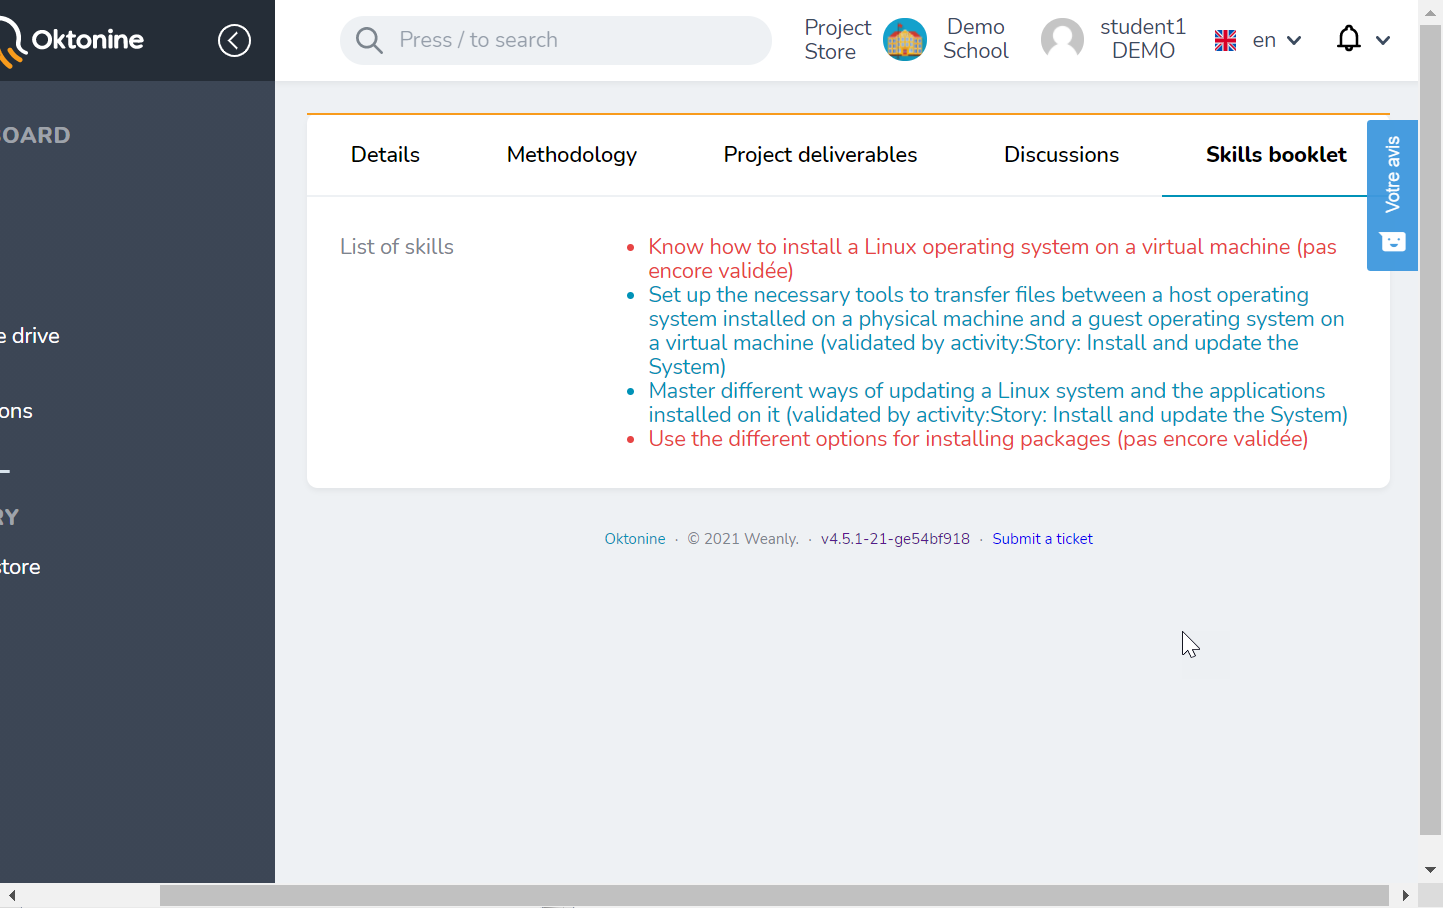 Oktonine
Press / to search
Project
Store
Demo
School
student1
DEMO
en
OARD
e drive
ons
RY
tore
Details
Methodology
Project deliverables
Discussions
Skills booklet
Votre avis
List of skills
Know how to install a Linux operating system on a virtual machine (pas
encore validée)
Set up the necessary tools to transfer files between a host operating
system installed on a physical machine and a guest operating system on
a virtual machine (validated by activity:Story: Install and update the
System)
Master different ways of updating a Linux system and the applications
installed on it (validated by activity:Story: Install and update the System)
Use the different options for installing packages (pas encore validée)
Oktonine · © 2021 Weanly. · v4.5.1-21-ge54bf918 · Submit a ticket